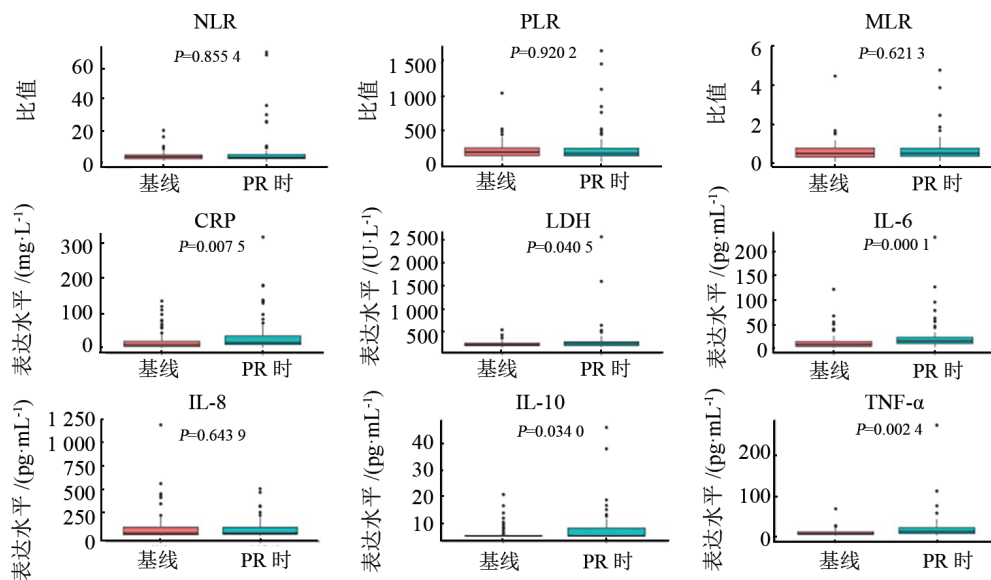 NLR
P=0.855 4
比值
60
40
20
0
基线
PR 时
PLR
P=0.920 2
比值
1 500
1 000
500
0
基线
PR 时
MLR
P=0.621 3
比值
6
4
2
0
基线
PR 时
CRP
P=0.007 5
表达水平 /(mg·L⁻¹)
300
200
100
0
基线
PR 时
LDH
P=0.040 5
表达水平 /(U·L⁻¹)
2 500
2 000
1 500
1 000
500
基线
PR 时
IL-6
P=0.000 1
表达水平 /(pg·mL⁻¹)
200
150
100
50
0
基线
PR 时
IL-8
P=0.643 9
表达水平 /(pg·mL⁻¹)
1 250
1 000
750
500
250
0
基线
PR 时
IL-10
P=0.034 0
表达水平 /(pg·mL⁻¹)
40
30
20
10
基线
PR 时
TNF-α
P=0.002 4
表达水平 /(pg·mL⁻¹)
200
100
0
基线
PR 时